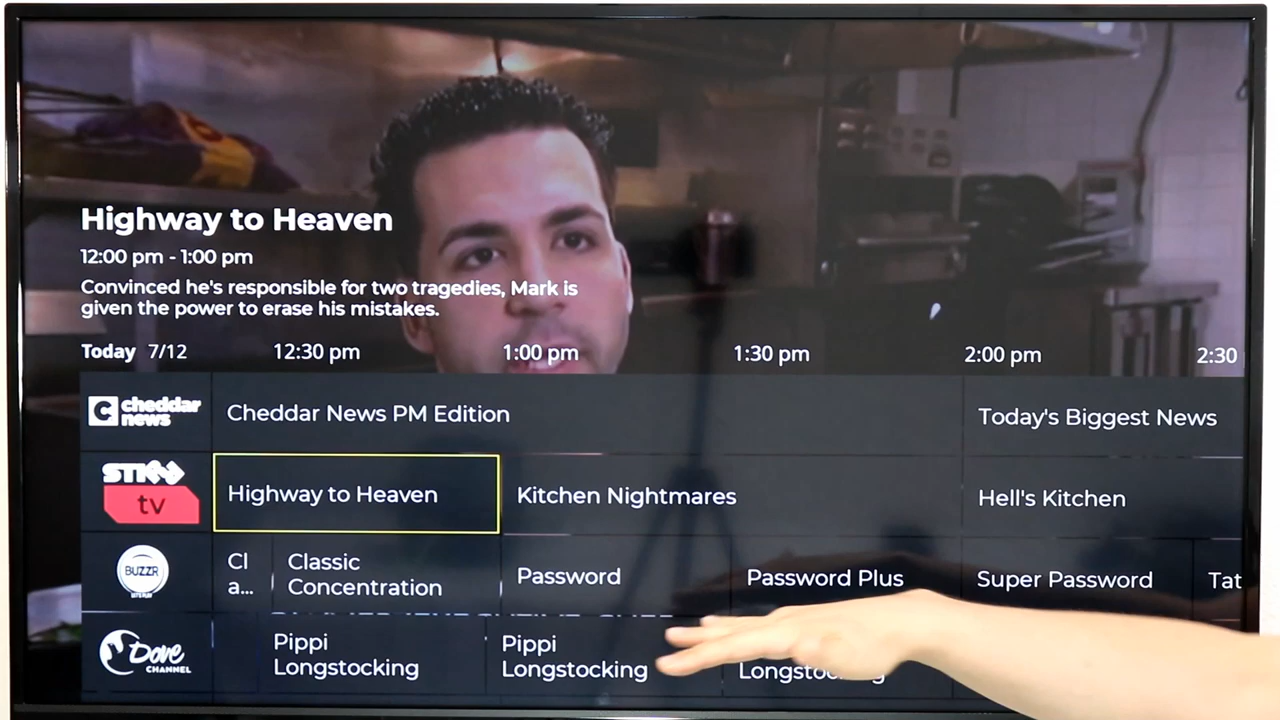 Highway to Heaven
12:00 pm - 1:00 pm
Convinced he's responsible for two tragedies, Mark is
given the power to erase his mistakes.
Today 7/12 12:30 pm 1:00 pm 1:30 pm 2:00 pm 2:30
cheddar
news
Cheddar News PM Edition
Today's Biggest News
STIRR
tv
Highway to Heaven
Kitchen Nightmares
Hell's Kitchen
BUZZR
LET'S PLAY
Cl
a...
Classic
Concentration
Password
Password Plus
Super Password
Tat
Dove
CHANNEL
Pippi
Longstocking
Pippi
Longstocking
Longstocking